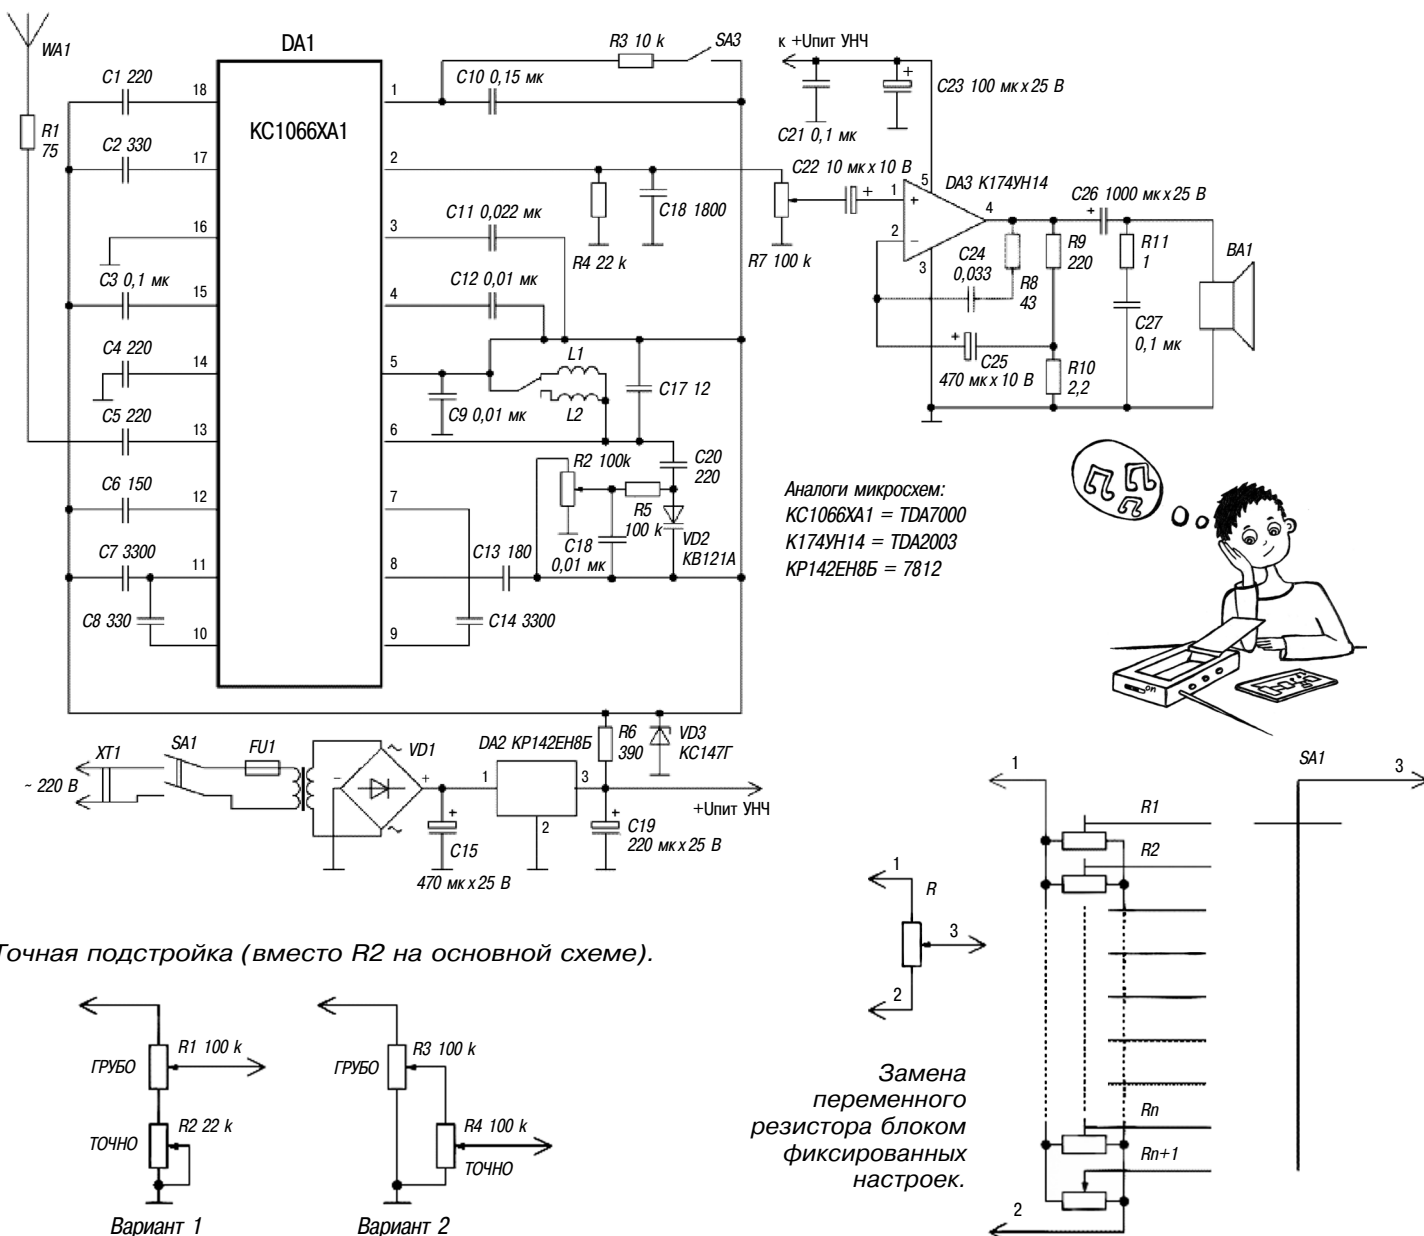 WA1
DA1
КС1066ХА1
C1 220
18
R1
75
C2 330
17
16
C3 0,1 мк
15
C4 220
14
C5 220
13
C6 150
12
C7 3300
11
C8 330
10
1
2
3
4
5
6
7
8
9
R3 10 k
SA3
C10 0,15 мк
C11 0,022 мк
C12 0,01 мк
R4 22 k
C18 1800
R7 100 k
L1
L2
C9 0,01 мк
C17 12
R2 100k
C20
220
R5
100 k
C18
0,01 мк
VD2
КВ121А
C13 180
C14 3300
к +Uпит УНЧ
C21 0,1 мк
+
C23 100 мк x 25 В
C22 10 мк x 10 В
+
DA3 К174УН14
1
2
3
4
5
+
−
C24
0,033
R8
43
R9
220
C26 1000 мк x 25 В
+
R11
1
C27
0,1 мк
BA1
+
C25
470 мк x 10 В
R10
2,2
Аналоги микросхем:
КС1066ХА1 = TDA7000
К174УН14 = TDA2003
КР142ЕН8Б = 7812
on
XT1
SA1
FU1
~ 220 В
~
VD1
−
+
~
+
C15
470 мк x 25 В
DA2 КР142ЕН8Б
1
3
2
R6
390
VD3
КС147Г
+Uпит УНЧ
+
C19
220 мк x 25 В
Точная подстройка (вместо R2 на основной схеме).
ГРУБО
R1 100 k
ТОЧНО
R2 22 k
Вариант 1
ГРУБО
R3 100 k
R4 100 k
ТОЧНО
Вариант 2
1
R
3
2
Замена
переменного
резистора блоком
фиксированных
настроек.
1
SA1
3
R1
R2
Rn
Rn+1
2